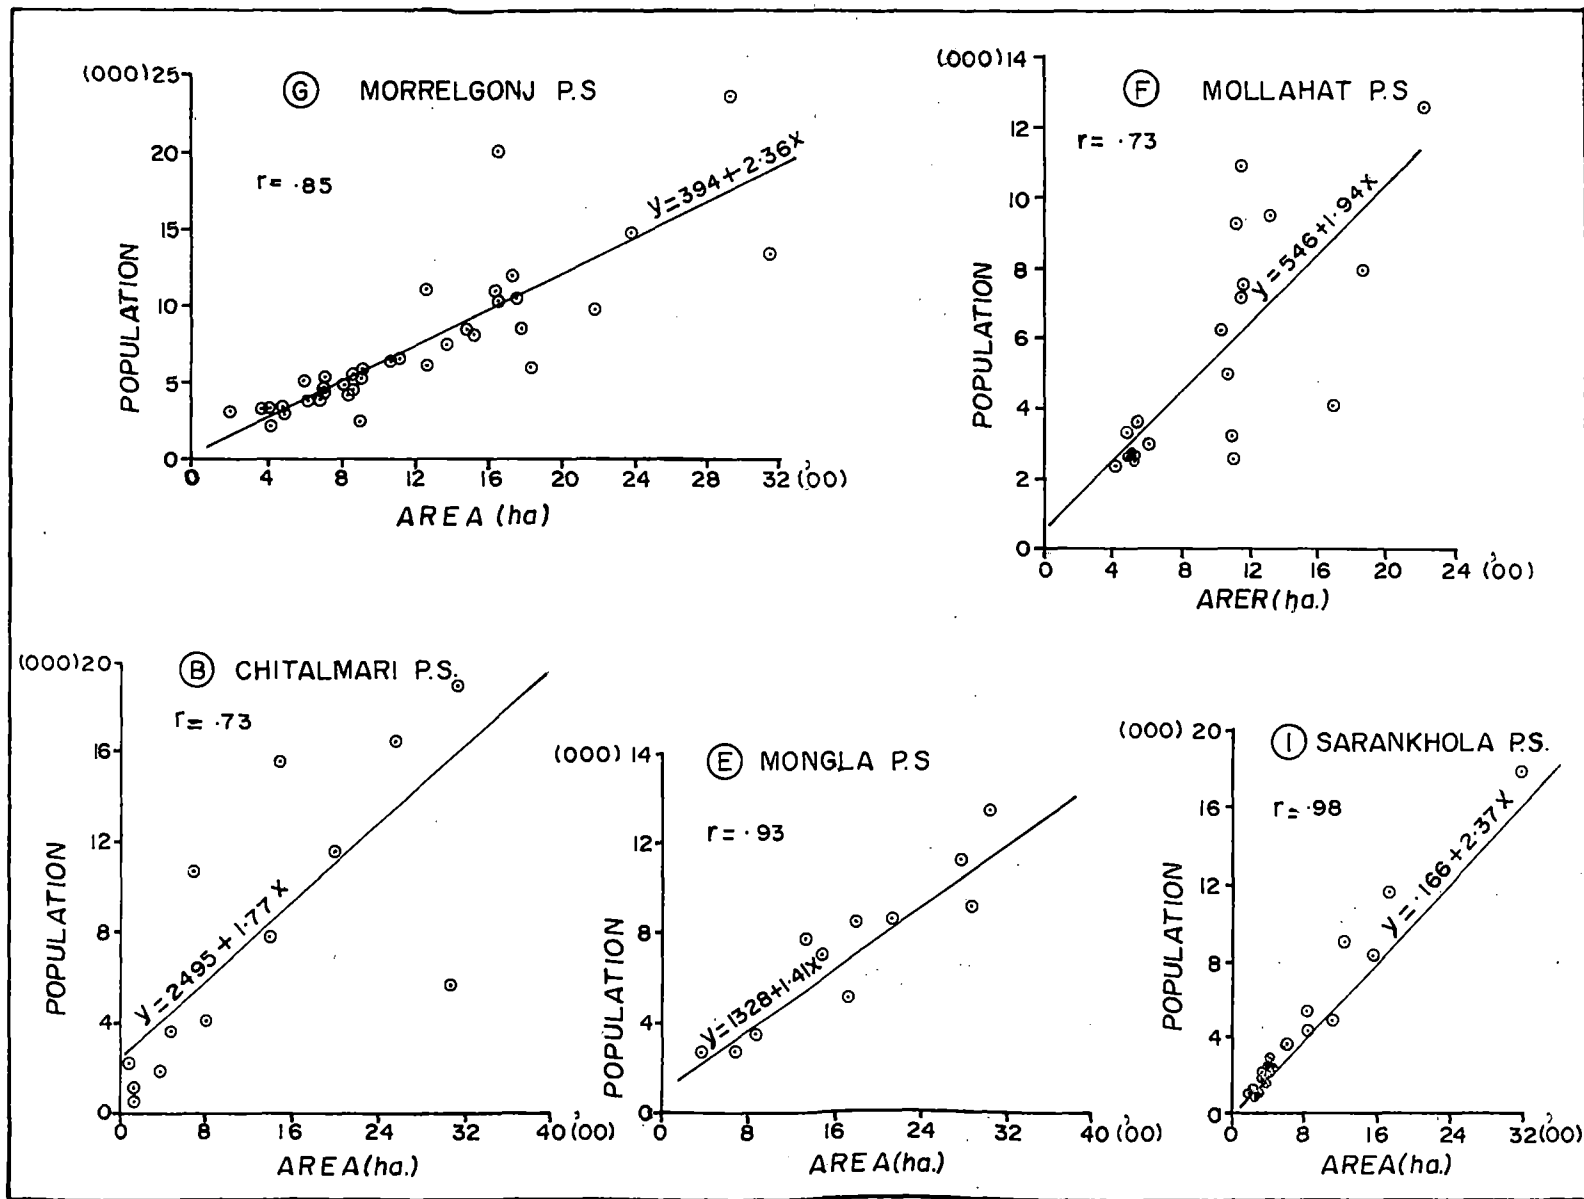 (000) 25
G MORRELGONJ P.S
r= .85
20
15
10
5
0
POPULATION
y=394+2.36x
0 4 8 12 16 20 24 28 32 (00)
AREA (ha)
(000) 14
F MOLLAHAT P.S
r= .73
12
10
8
6
4
2
0
POPULATION
y=546+1.94x
0 4 8 12 16 20 24 (00)
ARER (ha.)
(000) 20
B CHITALMARI P.S.
r= .73
16
12
8
4
0
POPULATION
y=2495+1.77x
0 8 16 24 32 40 (00)
AREA (ha.)
(000) 14
E MONGLA P.S
r= .93
12
8
4
0
POPULATION
y=1328+1.41x
0 8 16 24 32 40 (00)
AREA (ha.)
(000) 20
I SARANKHOLA P.S.
r= .98
16
12
8
4
0
POPULATION
y=.166+2.37x
0 8 16 24 32 (00)
AREA (ha.)